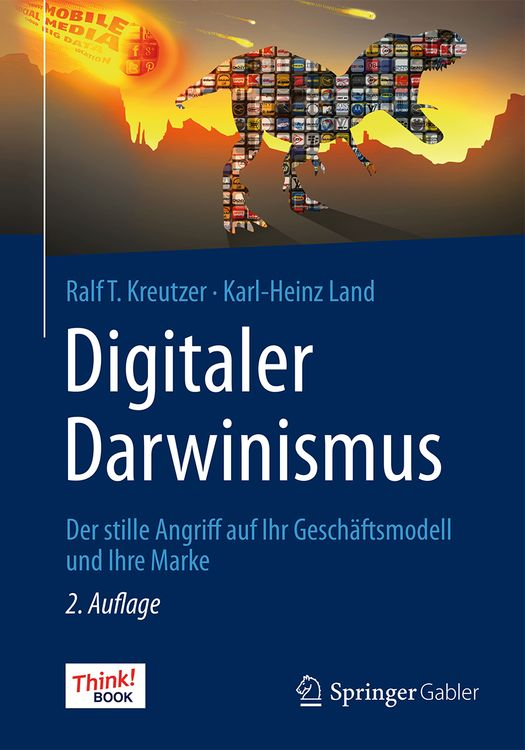 MOBILE
SOCIAL MEDIA
BIG DATA
Ralf T. Kreutzer · Karl-Heinz Land
Digitaler
Darwinismus
Der stille Angriff auf Ihr Geschäftsmodell
und Ihre Marke
2. Auflage
Think!
BOOK
Springer Gabler